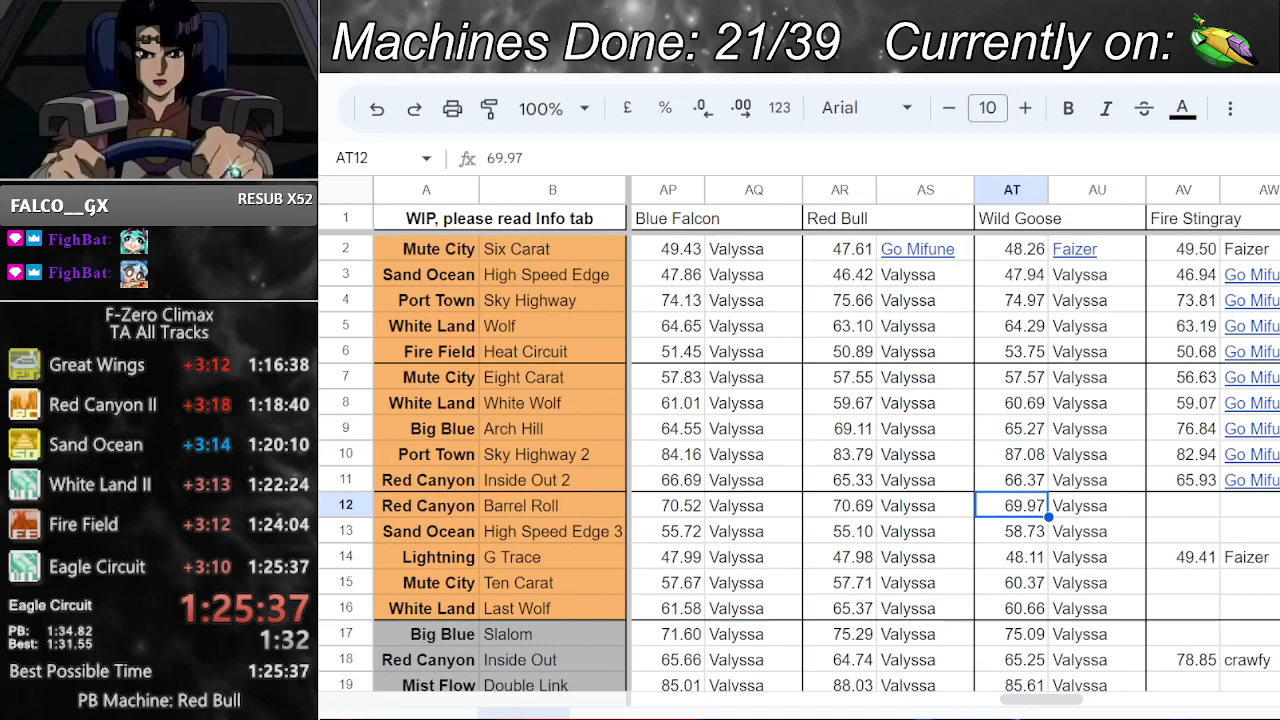 Machines Done: 21/39 Currently on:
100% £ % .0 .00 123 Arial 10 B I A
AT12 fx 69.97
FALCO__GX RESUB X52
FighBat:
FighBat:
F-Zero Climax
TA All Tracks
Great Wings +3:12 1:16:38
Red Canyon II +3:18 1:18:40
Sand Ocean +3:14 1:20:10
White Land II +3:13 1:22:24
Fire Field +3:12 1:24:04
Eagle Circuit +3:10 1:25:37
Eagle Circuit 1:25:37
PB: 1:34.82
Best: 1:31.55 1:32
Best Possible Time 1:25:37
PB Machine: Red Bull
A B AP AQ AR AS AT AU AV AW
1 WIP, please read Info tab Blue Falcon Red Bull Wild Goose Fire Stingray
2 Mute City Six Carat 49.43 Valyssa 47.61 Go Mifune 48.26 Faizer 49.50 Faizer
3 Sand Ocean High Speed Edge 47.86 Valyssa 46.42 Valyssa 47.94 Valyssa 46.94 Go Mifu
4 Port Town Sky Highway 74.13 Valyssa 75.66 Valyssa 74.97 Valyssa 73.81 Go Mifu
5 White Land Wolf 64.65 Valyssa 63.10 Valyssa 64.29 Valyssa 63.19 Go Mifu
6 Fire Field Heat Circuit 51.45 Valyssa 50.89 Valyssa 53.75 Valyssa 50.68 Go Mifu
7 Mute City Eight Carat 57.83 Valyssa 57.55 Valyssa 57.57 Valyssa 56.63 Go Mifu
8 White Land White Wolf 61.01 Valyssa 59.67 Valyssa 60.69 Valyssa 59.07 Go Mifu
9 Big Blue Arch Hill 64.55 Valyssa 69.11 Valyssa 65.27 Valyssa 76.84 Go Mifu
10 Port Town Sky Highway 2 84.16 Valyssa 83.79 Valyssa 87.08 Valyssa 82.94 Go Mifu
11 Red Canyon Inside Out 2 66.69 Valyssa 65.33 Valyssa 66.37 Valyssa 65.93 Go Mifu
12 Red Canyon Barrel Roll 70.52 Valyssa 70.69 Valyssa 69.97 Valyssa
13 Sand Ocean High Speed Edge 3 55.72 Valyssa 55.10 Valyssa 58.73 Valyssa
14 Lightning G Trace 47.99 Valyssa 47.98 Valyssa 48.11 Valyssa 49.41 Faizer
15 Mute City Ten Carat 57.67 Valyssa 57.71 Valyssa 60.37 Valyssa
16 White Land Last Wolf 61.58 Valyssa 65.37 Valyssa 60.66 Valyssa
17 Big Blue Slalom 71.60 Valyssa 75.29 Valyssa 75.09 Valyssa
18 Red Canyon Inside Out 65.66 Valyssa 64.74 Valyssa 65.25 Valyssa 78.85 crawfy
19 Mist Flow Double Link 85.01 Valyssa 88.03 Valyssa 85.61 Valyssa